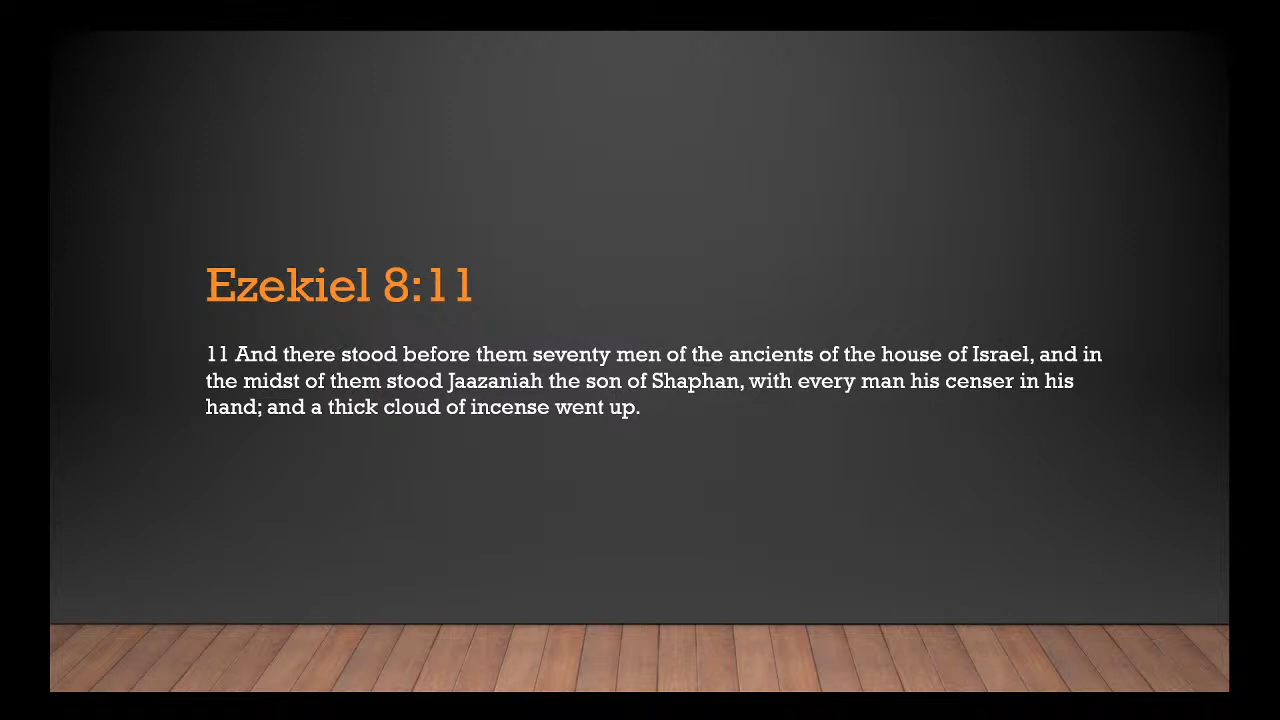 Ezekiel 8:11
11 And there stood before them seventy men of the ancients of the house of Israel, and in
the midst of them stood Jaazaniah the son of Shaphan, with every man his censer in his
hand; and a thick cloud of incense went up.